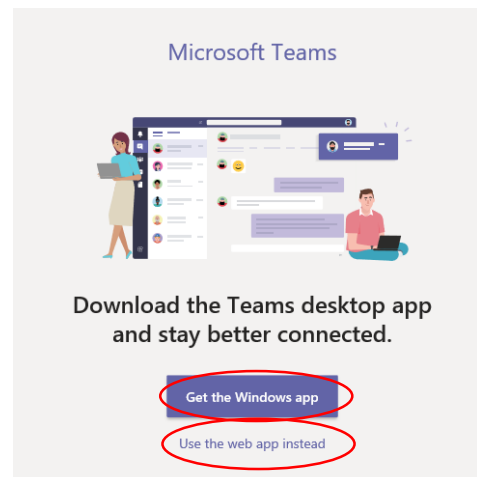 Microsoft Teams
Download the Teams desktop app
and stay better connected.
Get the Windows app
Use the web app instead